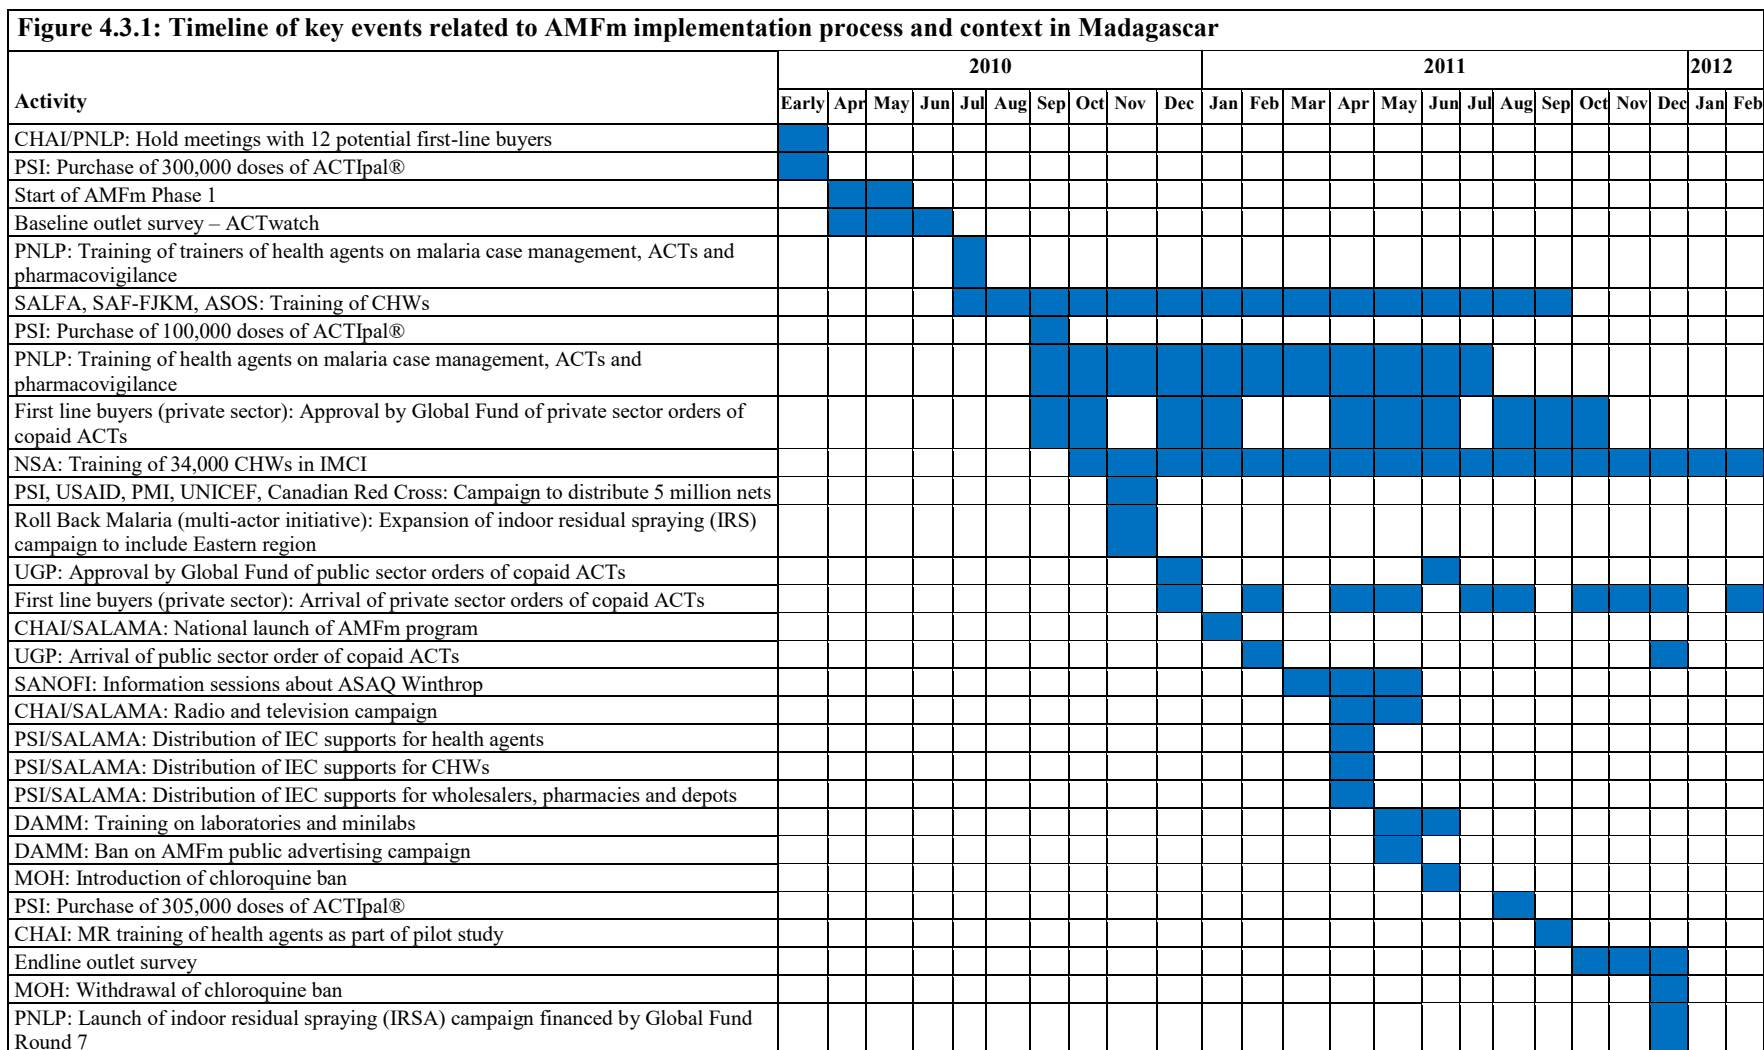 Figure 4.3.1: Timeline of key events related to AMFm implementation process and context in Madagascar
2010 2011 2012
Activity Early Apr May Jun Jul Aug Sep Oct Nov Dec Jan Feb Mar Apr May Jun Jul Aug Sep Oct Nov Dec Jan Feb
CHAI/PNLP: Hold meetings with 12 potential first-line buyers
PSI: Purchase of 300,000 doses of ACTIpal®
Start of AMFm Phase 1
Baseline outlet survey – ACTwatch
PNLP: Training of trainers of health agents on malaria case management, ACTs and
pharmacovigilance
SALFA, SAF-FJKM, ASOS: Training of CHWs
PSI: Purchase of 100,000 doses of ACTIpal®
PNLP: Training of health agents on malaria case management, ACTs and
pharmacovigilance
First line buyers (private sector): Approval by Global Fund of private sector orders of
copaid ACTs
NSA: Training of 34,000 CHWs in IMCI
PSI, USAID, PMI, UNICEF, Canadian Red Cross: Campaign to distribute 5 million nets
Roll Back Malaria (multi-actor initiative): Expansion of indoor residual spraying (IRS)
campaign to include Eastern region
UGP: Approval by Global Fund of public sector orders of copaid ACTs
First line buyers (private sector): Arrival of private sector orders of copaid ACTs
CHAI/SALAMA: National launch of AMFm program
UGP: Arrival of public sector order of copaid ACTs
SANOFI: Information sessions about ASAQ Winthrop
CHAI/SALAMA: Radio and television campaign
PSI/SALAMA: Distribution of IEC supports for health agents
PSI/SALAMA: Distribution of IEC supports for CHWs
PSI/SALAMA: Distribution of IEC supports for wholesalers, pharmacies and depots
DAMM: Training on laboratories and minilabs
DAMM: Ban on AMFm public advertising campaign
MOH: Introduction of chloroquine ban
PSI: Purchase of 305,000 doses of ACTIpal®
CHAI: MR training of health agents as part of pilot study
Endline outlet survey
MOH: Withdrawal of chloroquine ban
PNLP: Launch of indoor residual spraying (IRSA) campaign financed by Global Fund
Round 7